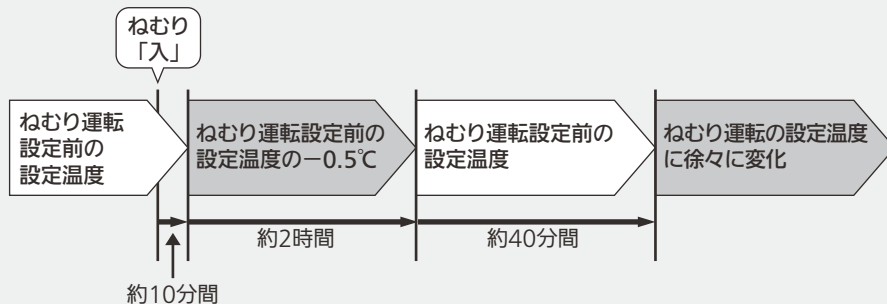 ねむり
「入」
ねむり運転
設定前の
設定温度
ねむり運転設定前の
設定温度の－0.5℃
ねむり運転設定前の
設定温度
ねむり運転の設定温度
に徐々に変化
約2時間
約40分間
約10分間